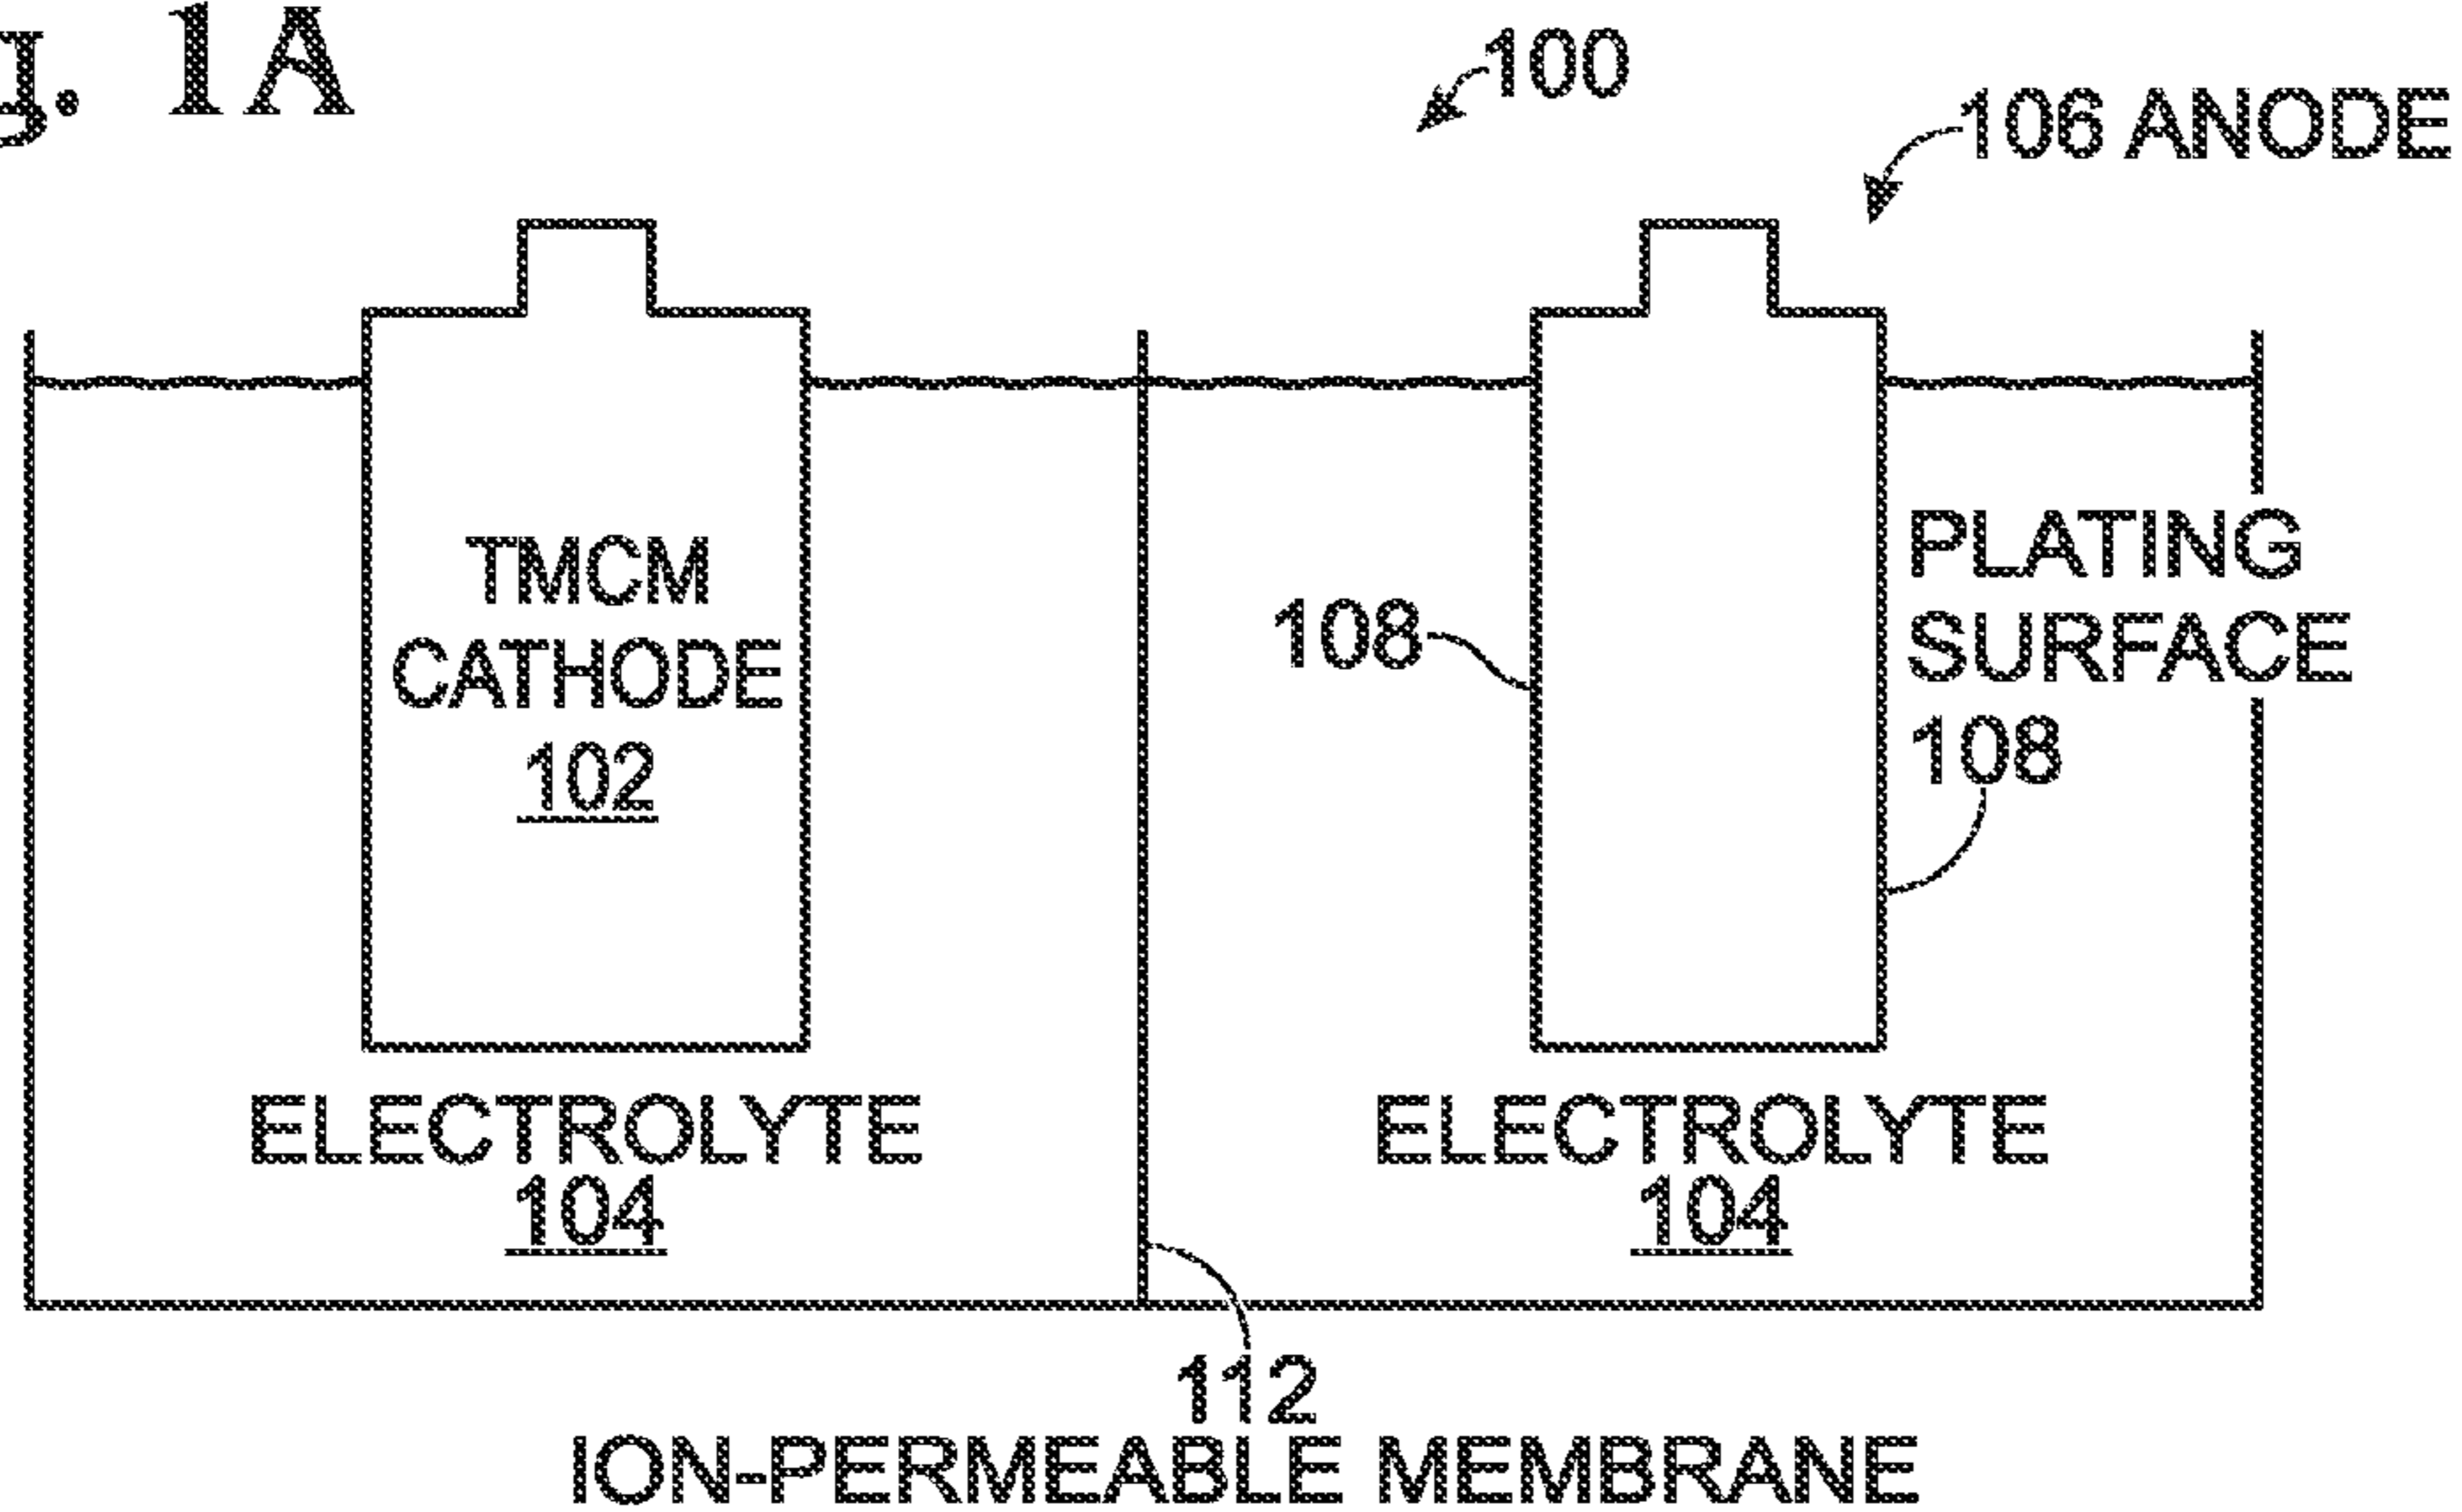 g. 1A
100
106 ANODE
TMCM
CATHODE
102
108
PLATING
SURFACE
108
ELECTROLYTE
104
ELECTROLYTE
104
112
ION-PERMEABLE MEMBRANE